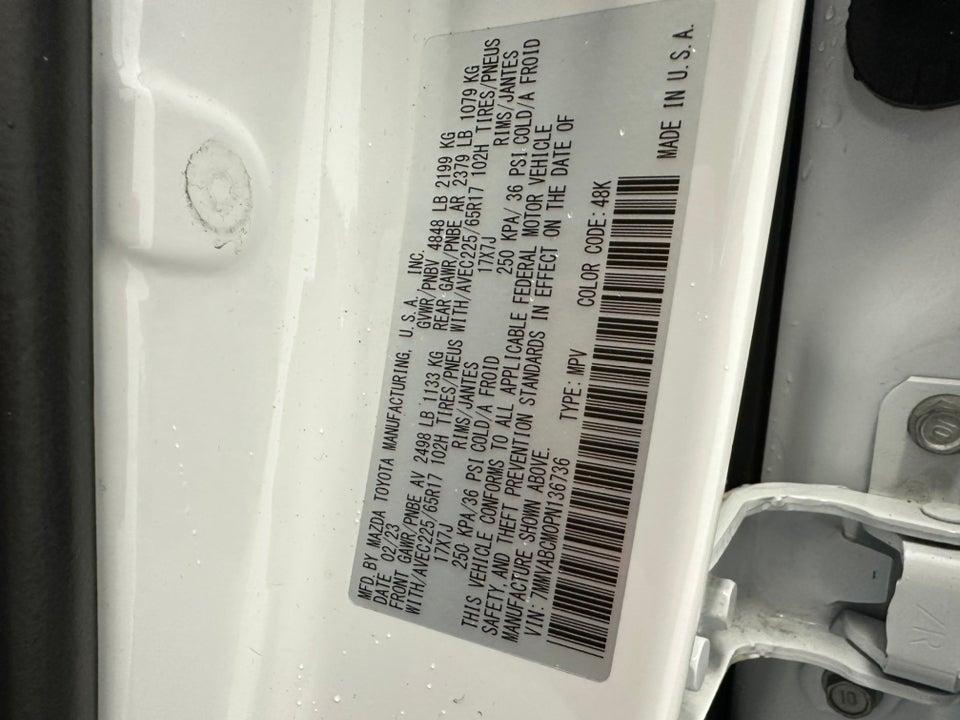 MFD. BY MAZDA TOYOTA MANUFACTURING, U.S.A., INC.
DATE 02/23 GVWR/PNBV 4848 LB 2199 KG
FRONT GAWR/PNBE AV 2498 LB 1133 KG REAR GAWR/PNBE AR 2379 LB 1079 KG
WITH/AVEC225/65R17 102H TIRES/PNEUS WITH/AVEC225/65R17 102H TIRES/PNEUS
17X7J RIMS/JANTES 17X7J RIMS/JANTES
250 KPA/36 PSI COLD/A FROID 250 KPA/36 PSI COLD/A FROID
THIS VEHICLE CONFORMS TO ALL APPLICABLE FEDERAL MOTOR VEHICLE
SAFETY AND THEFT PREVENTION STANDARDS IN EFFECT ON THE DATE OF
MANUFACTURE SHOWN ABOVE.
VIN: 7MMVABCM0PN136736 TYPE: MPV COLOR CODE: 48K
MADE IN U.S.A.
10
10